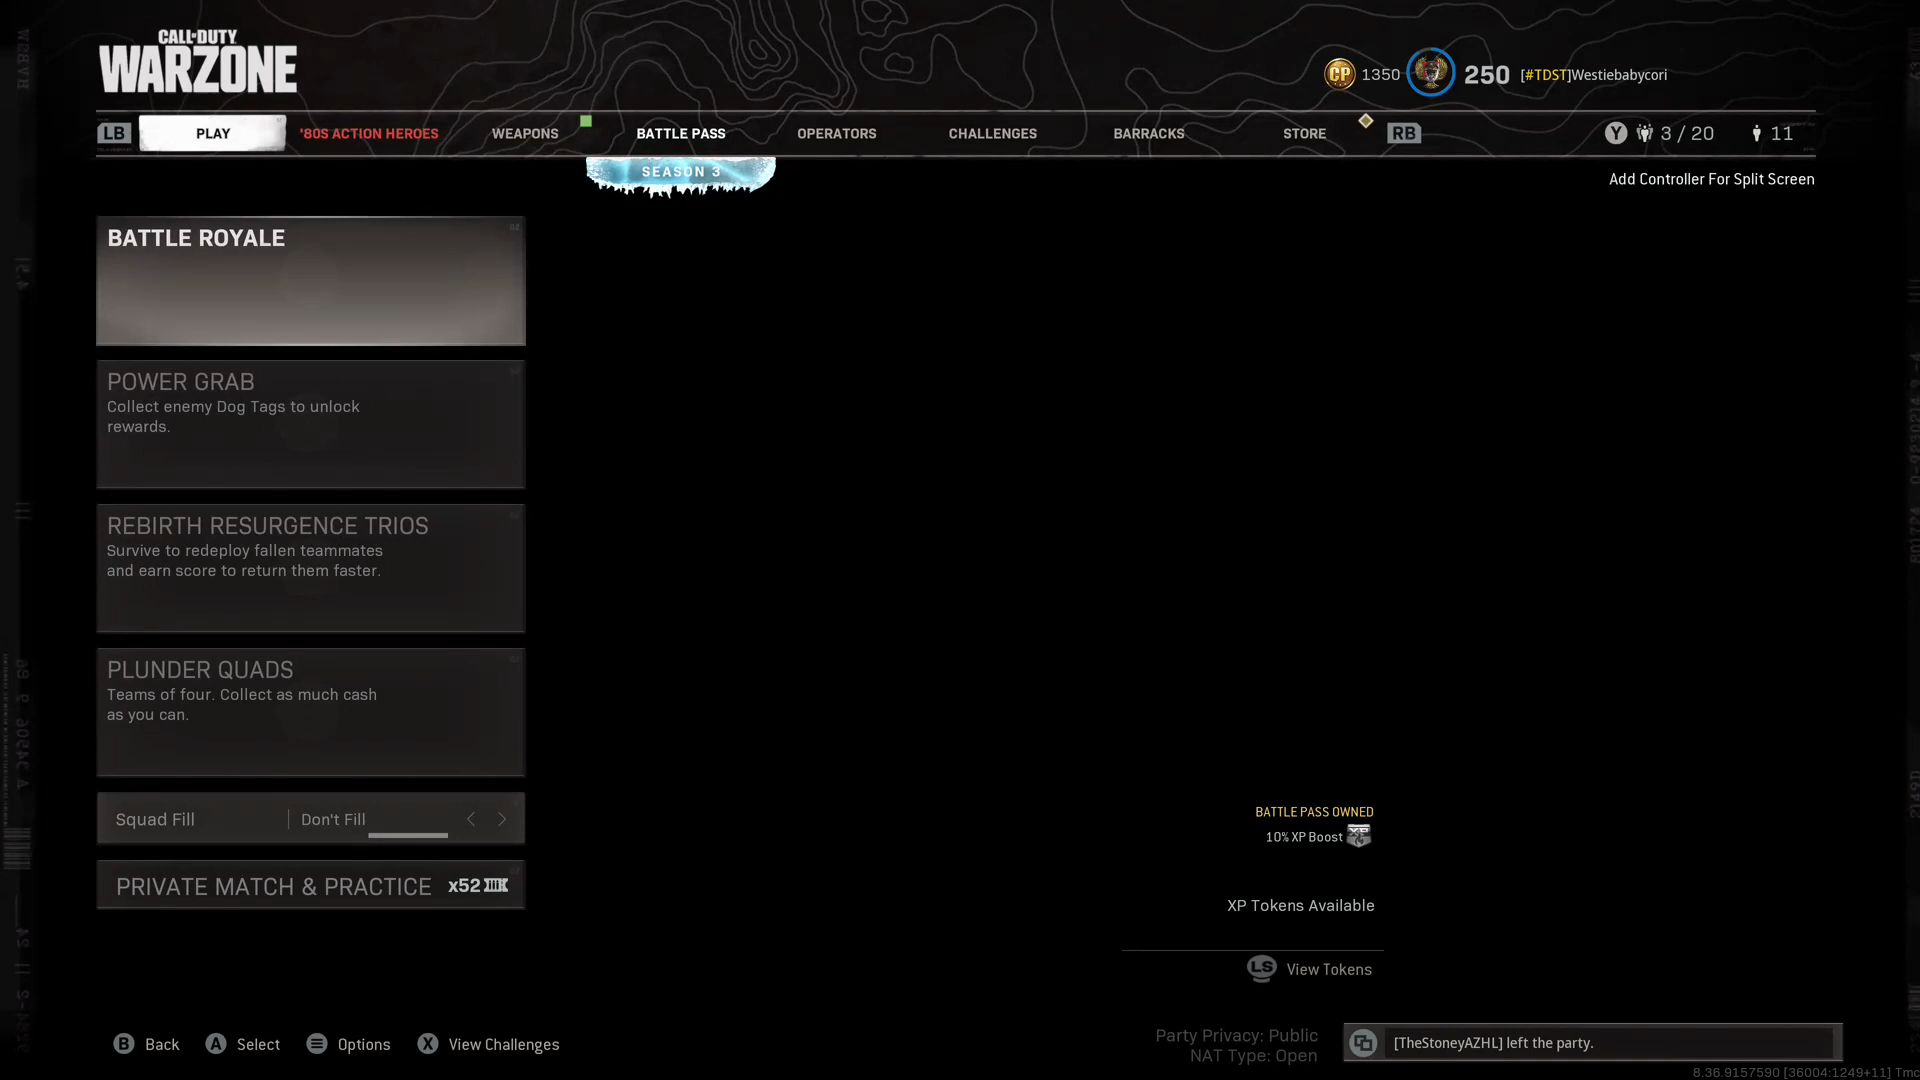 CALL OF DUTY
WARZONE
CP 1350 250 [#TDST]Westiebabycori
LB PLAY '80S ACTION HEROES WEAPONS BATTLE PASS OPERATORS CHALLENGES BARRACKS STORE RB Y 3 / 20 11
SEASON 3
Add Controller For Split Screen
BATTLE ROYALE
POWER GRAB
Collect enemy Dog Tags to unlock
rewards.
REBIRTH RESURGENCE TRIOS
Survive to redeploy fallen teammates
and earn score to return them faster.
PLUNDER QUADS
Teams of four. Collect as much cash
as you can.
Squad Fill Don't Fill
PRIVATE MATCH & PRACTICE x52
BATTLE PASS OWNED
10% XP Boost
XP Tokens Available
LS View Tokens
B Back A Select Options X View Challenges
Party Privacy: Public
NAT Type: Open
[TheStoneyAZHL] left the party.
8.36.9157590 [36004:1249+11] Tmc